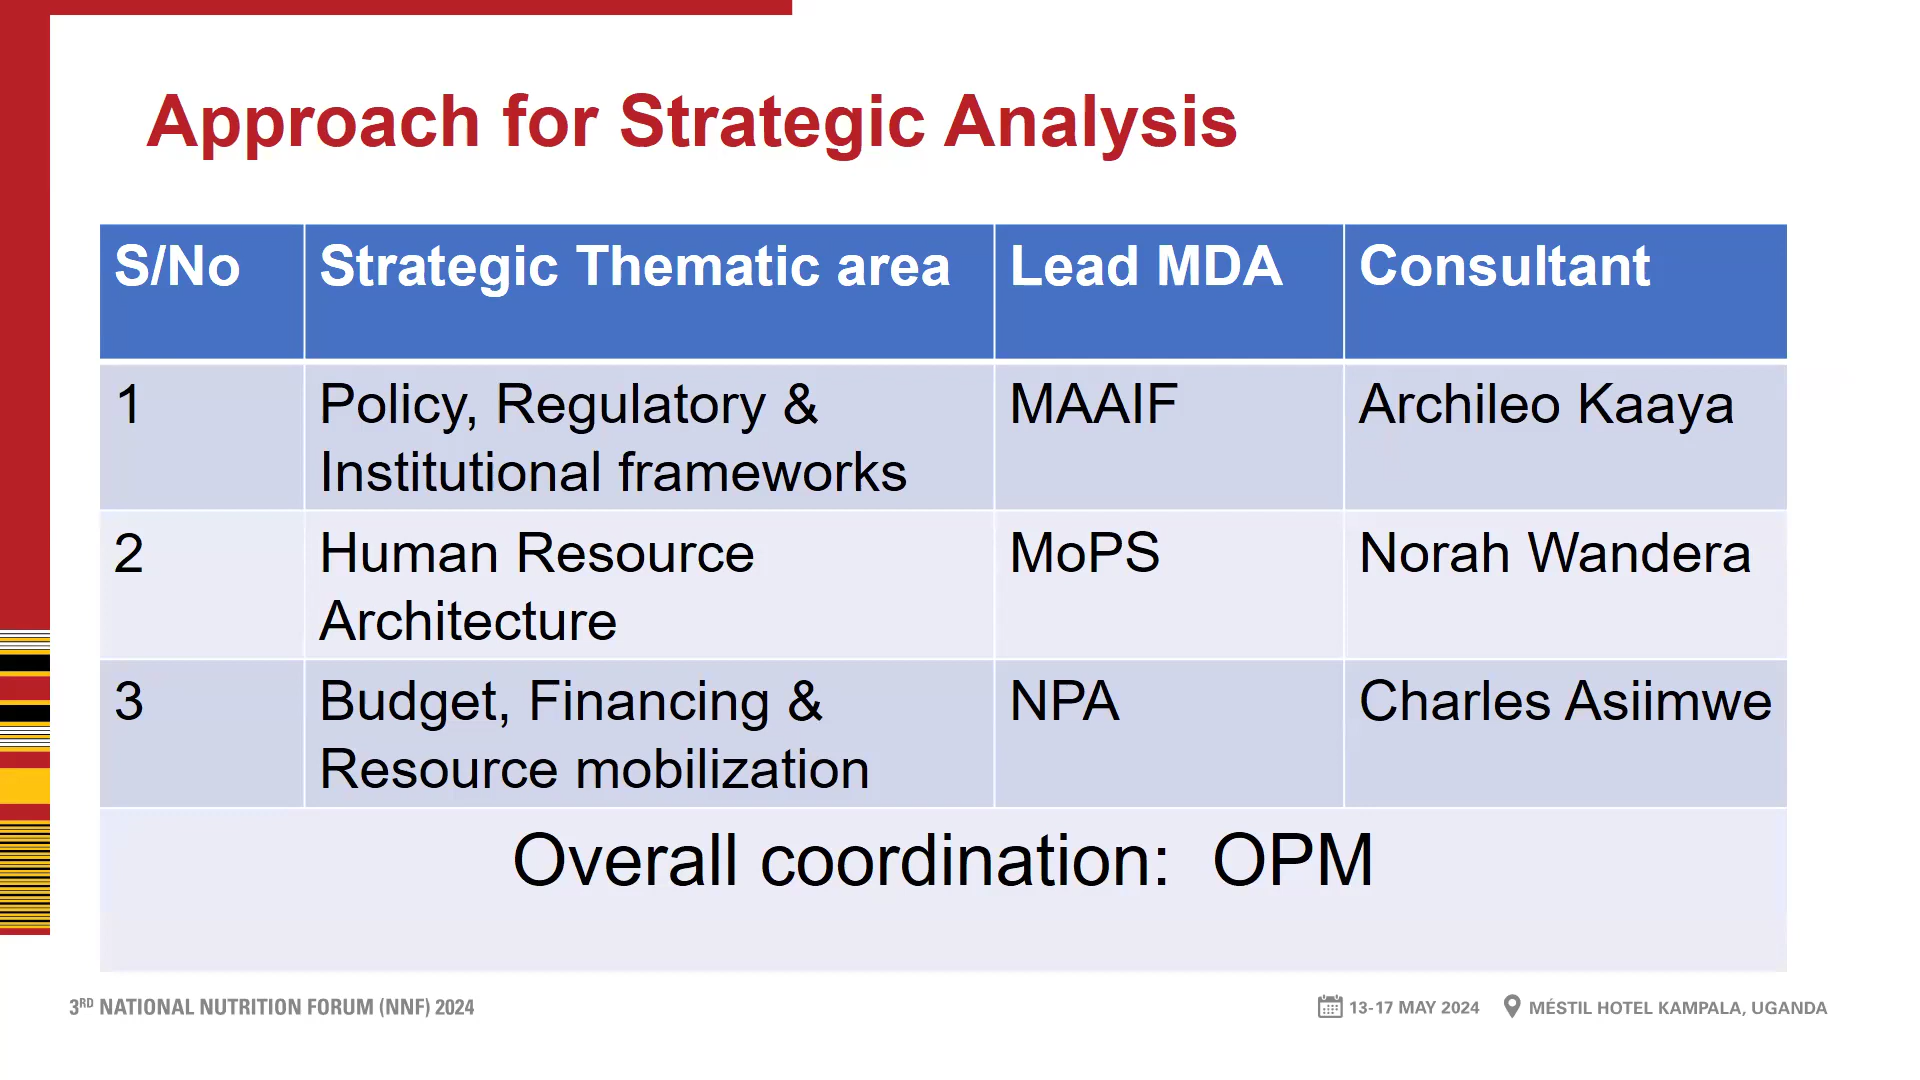 Approach for Strategic Analysis
S/No Strategic Thematic area Lead MDA Consultant
1 Policy, Regulatory & MAAIF Archileo Kaaya
Institutional frameworks
2 Human Resource MoPS Norah Wandera
Architecture
3 Budget, Financing & NPA Charles Asiimwe
Resource mobilization
Overall coordination: OPM
3RD NATIONAL NUTRITION FORUM (NNF) 2024 13-17 MAY 2024 MÉSTIL HOTEL KAMPALA, UGANDA